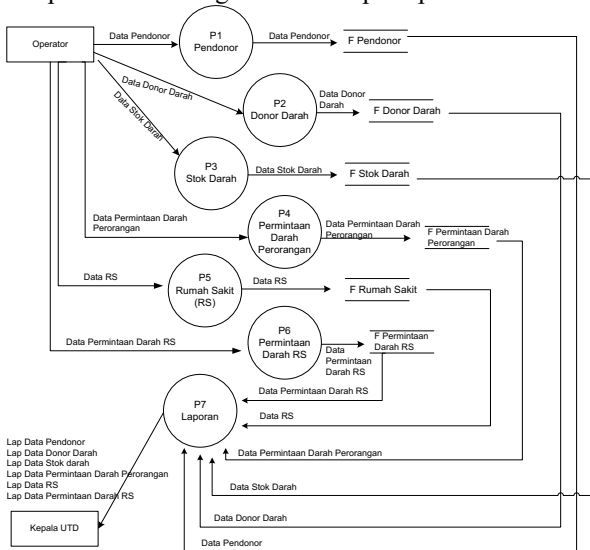 Operator
Data Pendonor
P1
Pendonor
Data Pendonor
F Pendonor
Data Donor Darah
P2
Donor Darah
Data Donor
Darah
F Donor Darah
Data Stok Darah
P3
Stok Darah
Data Stok Darah
F Stok Darah
Data Permintaan Darah
Perorangan
P4
Permintaan
Darah
Perorangan
Data Permintaan Darah
Perorangan
F Permintaan Darah
Perorangan
Data RS
P5
Rumah Sakit
(RS)
Data RS
F Rumah Sakit
Data Permintaan Darah RS
P6
Permintaan
Darah RS
Data
Permintaan
Darah RS
F Permintaan
Darah RS
P7
Laporan
Data Permintaan Darah RS
Data RS
Data Permintaan Darah Perorangan
Data Stok Darah
Data Donor Darah
Data Pendonor
Lap Data Pendonor
Lap Data Donor Darah
Lap Data Stok darah
Lap Data Permintaan Darah Perorangan
Lap Data RS
Lap Data Permintaan Darah RS
Kepala UTD